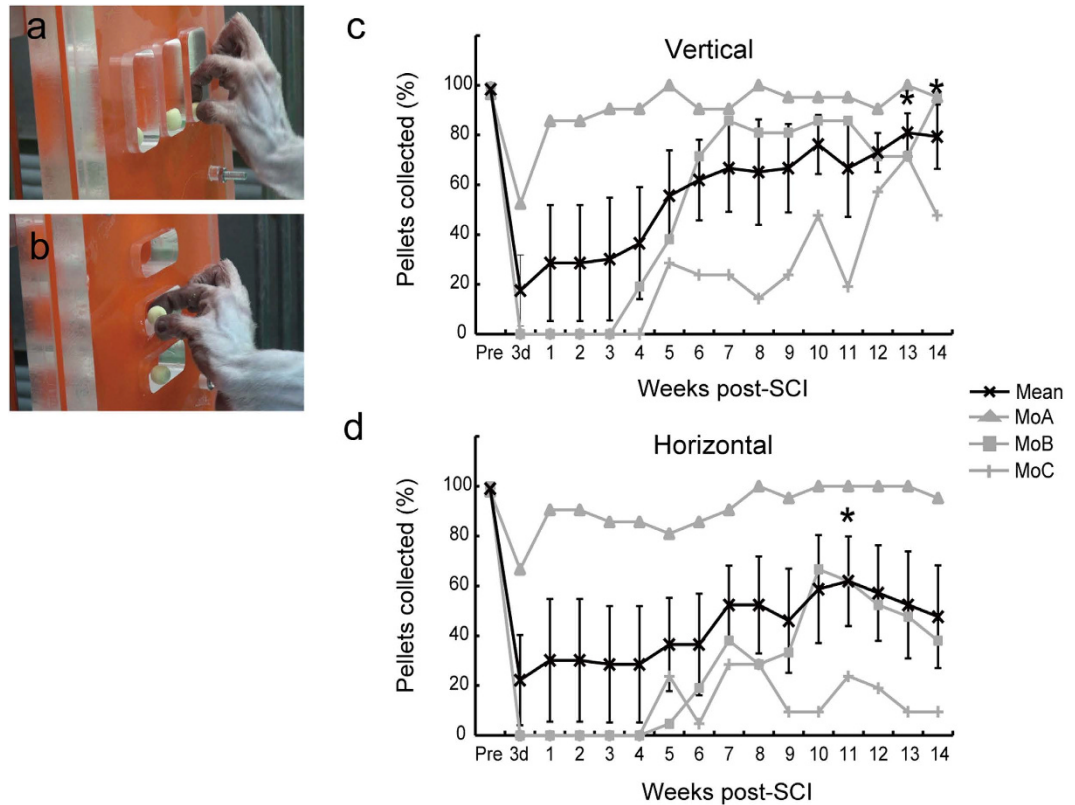 a
b
c
Vertical
Pellets collected (%)
100
80
60
40
20
0
* *
Pre 3d 1 2 3 4 5 6 7 8 9 10 11 12 13 14
Weeks post-SCI
Mean
MoA
MoB
MoC
d
Horizontal
Pellets collected (%)
100
80
60
40
20
0
*
Pre 3d 1 2 3 4 5 6 7 8 9 10 11 12 13 14
Weeks post-SCI